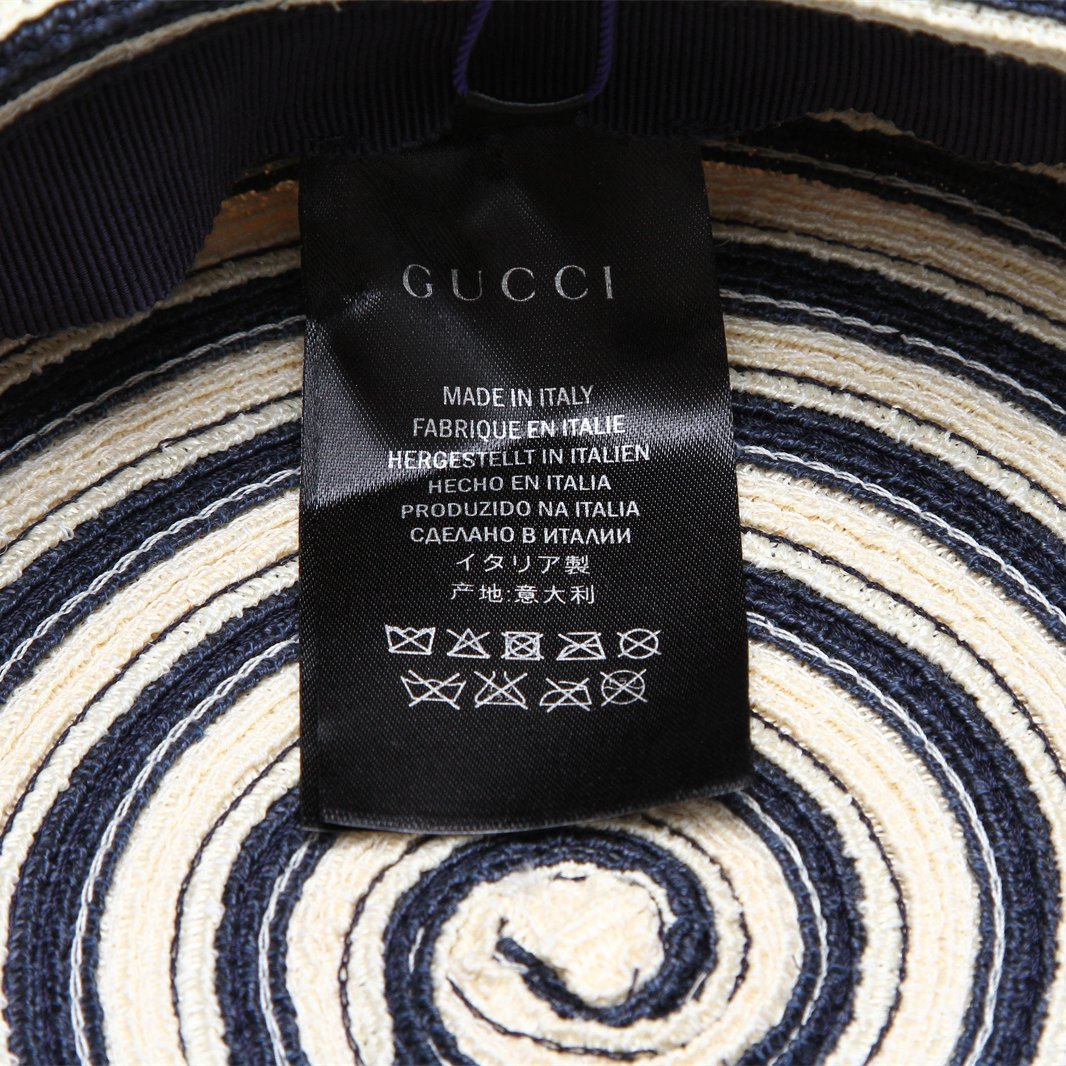 GUCCI
MADE IN ITALY
FABRIQUE EN ITALIE
HERGESTELLT IN ITALIEN
HECHO EN ITALIA
PRODUZIDO NA ITALIA
СДЕЛАНО В ИТАЛИИ
イタリア製
产地:意大利